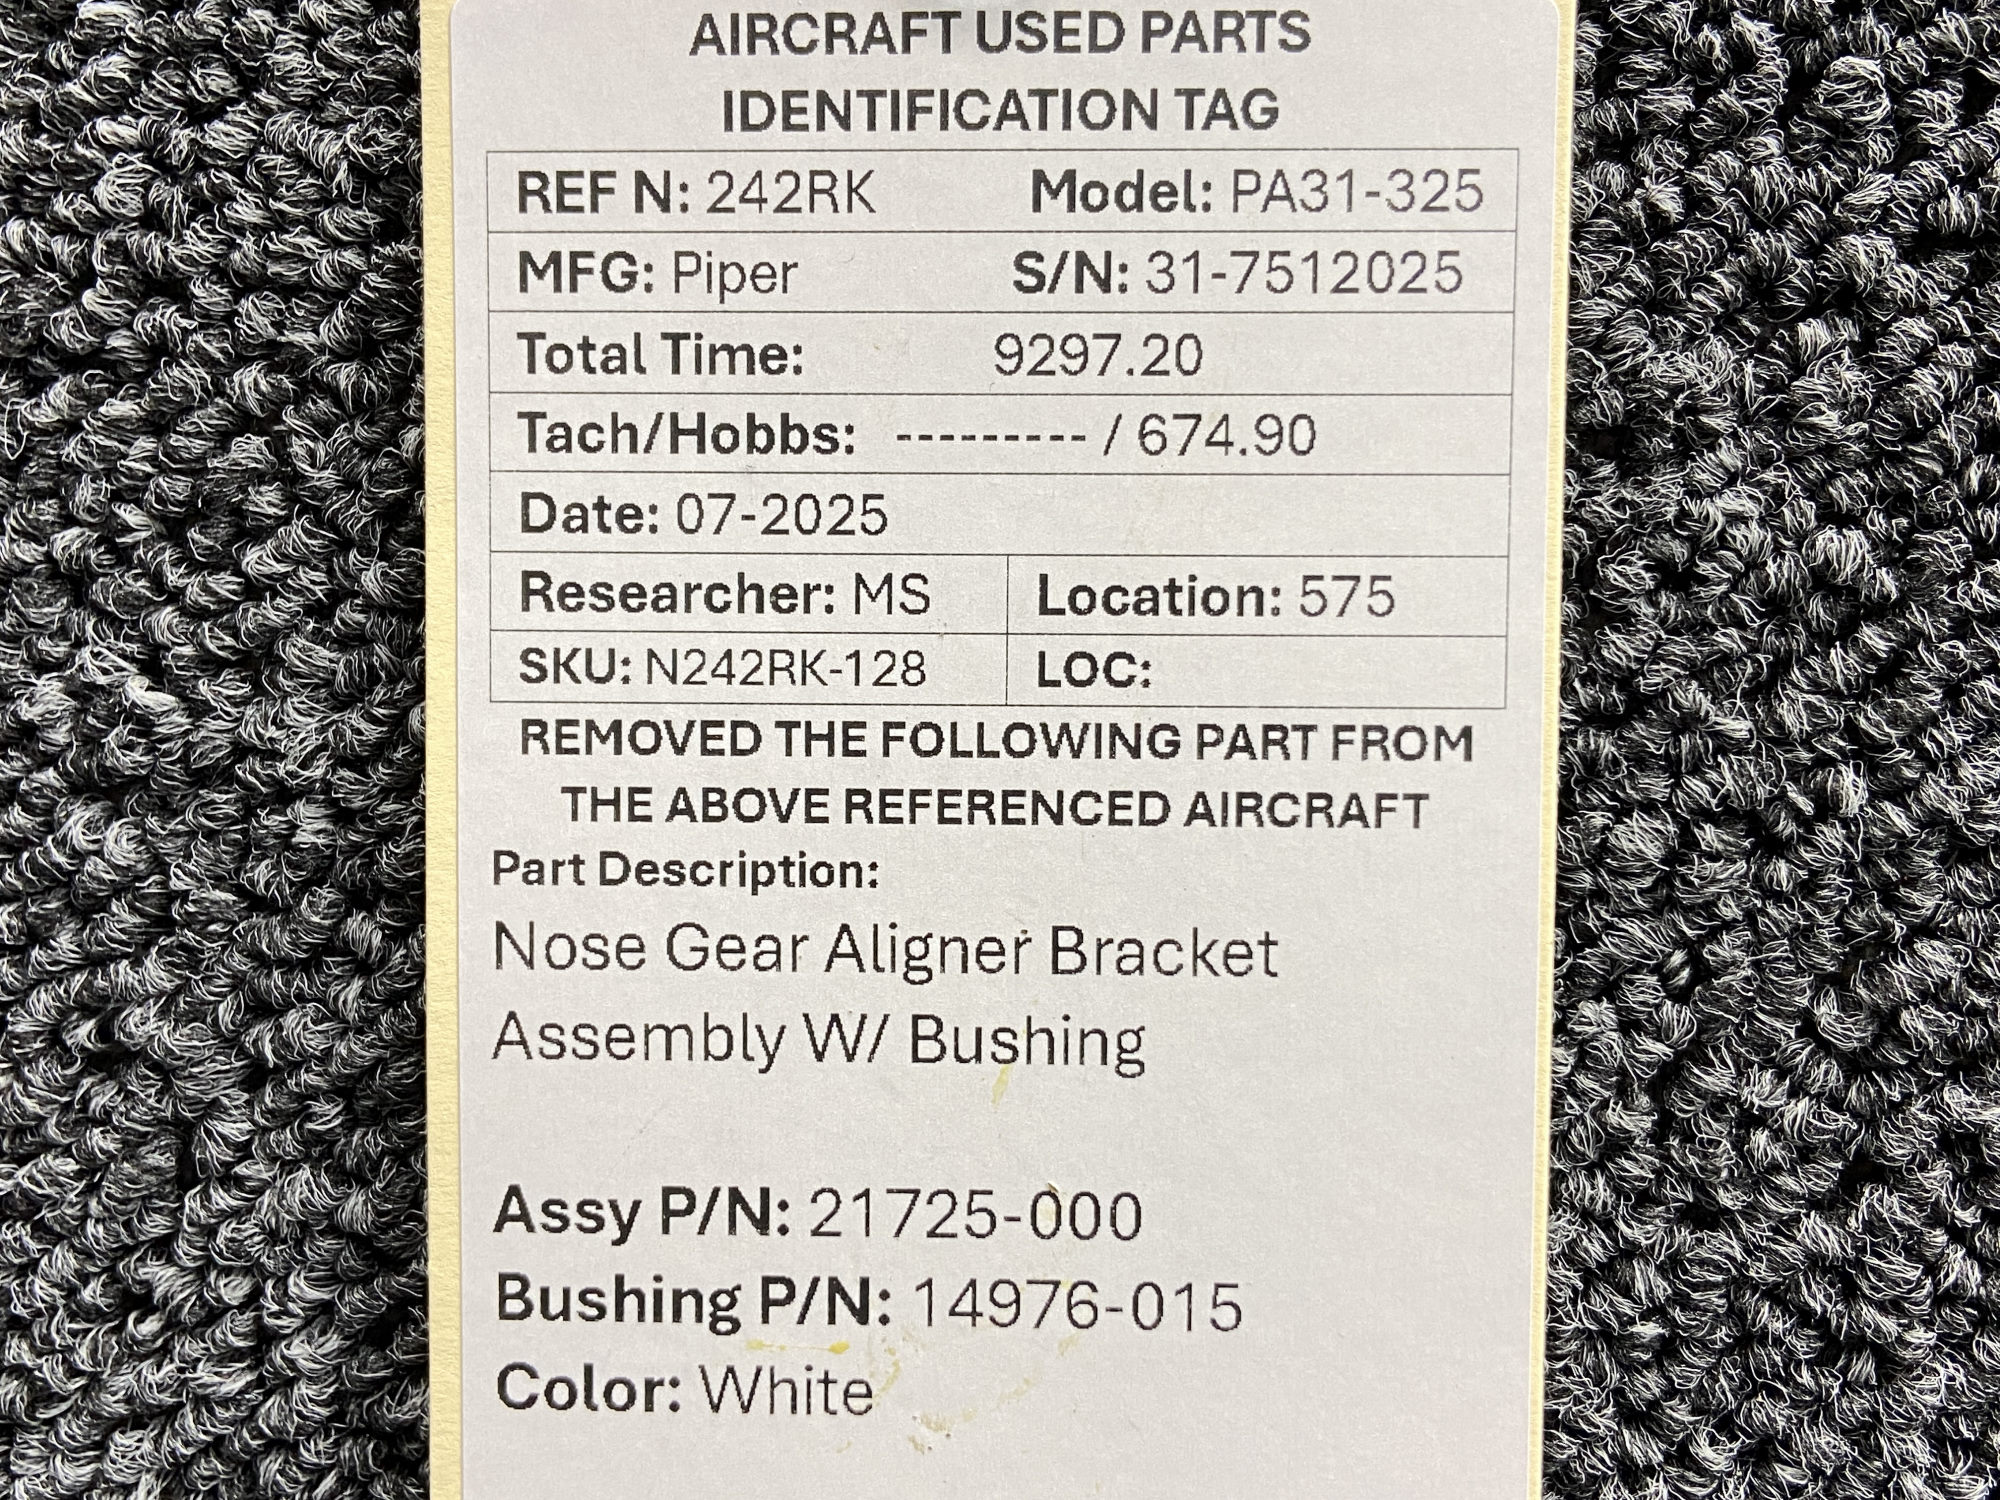 AIRCRAFT USED PARTS
IDENTIFICATION TAG
REF N: 242RK Model: PA31-325
MFG: Piper S/N: 31-7512025
Total Time: 9297.20
Tach/Hobbs: --------- / 674.90
Date: 07-2025
Researcher: MS Location: 575
SKU: N242RK-128 LOC:
REMOVED THE FOLLOWING PART FROM
THE ABOVE REFERENCED AIRCRAFT
Part Description:
Nose Gear Aligner Bracket
Assembly W/ Bushing
Assy P/N: 21725-000
Bushing P/N: 14976-015
Color: White